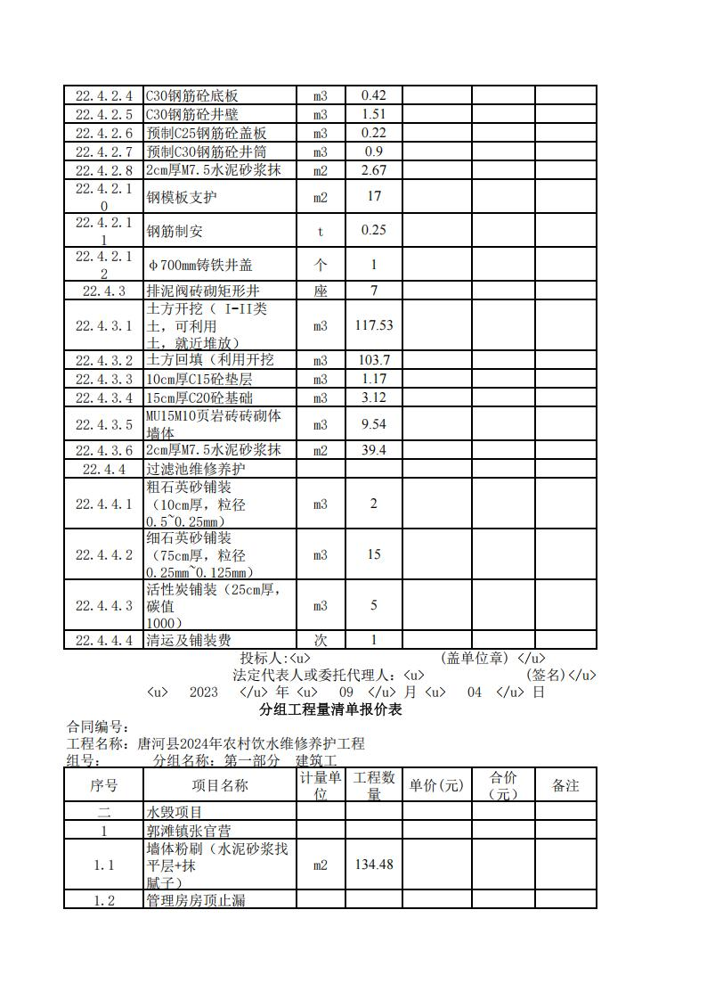 22.4.2.4 C30钢筋砼底板 m3 0.42
22.4.2.5 C30钢筋砼井壁 m3 1.51
22.4.2.6 预制C25钢筋砼盖板 m3 0.22
22.4.2.7 预制C30钢筋砼井筒 m3 0.9
22.4.2.8 2cm厚M7.5水泥砂浆抹 m2 2.67
22.4.2.1
0 钢模板支护 m2 17
22.4.2.1
1 钢筋制安 t 0.25
22.4.2.1
2 φ700mm铸铁井盖 个 1
22.4.3 排泥阀砖砌矩形井 座 7
22.4.3.1 土方开挖（ I-II类
土，可利用
土，就近堆放） m3 117.53
22.4.3.2 土方回填（利用开挖 m3 103.7
22.4.3.3 10cm厚C15砼垫层 m3 1.17
22.4.3.4 15cm厚C20砼基础 m3 3.12
22.4.3.5 MU15M10页岩砖砖砌体
墙体 m3 9.54
22.4.3.6 2cm厚M7.5水泥砂浆抹 m2 39.4
22.4.4 过滤池维修养护
22.4.4.1 粗石英砂铺装
（10cm厚，粒径
0.5~0.25mm） m3 2
22.4.4.2 细石英砂铺装
（75cm厚，粒径
0.25mm~0.125mm） m3 15
22.4.4.3 活性炭铺装（25cm厚，
碳值
1000） m3 5
22.4.4.4 清运及铺装费 次 1
投标人:<u> (盖单位章) </u>
法定代表人或委托代理人：<u> (签名)</u>
<u> 2023 </u> 年 <u> 09 </u> 月 <u> 04 </u> 日
分组工程量清单报价表
合同编号：
工程名称：唐河县2024年农村饮水维修养护工程
组号： 分组名称：第一部分 建筑工
序号 项目名称 计量单
位 工程数
量 单价(元) 合价
（元） 备注
二 水毁项目
1 郭滩镇张官营
1.1 墙体粉刷（水泥砂浆找
平层+抹
腻子） m2 134.48
1.2 管理房房顶止漏